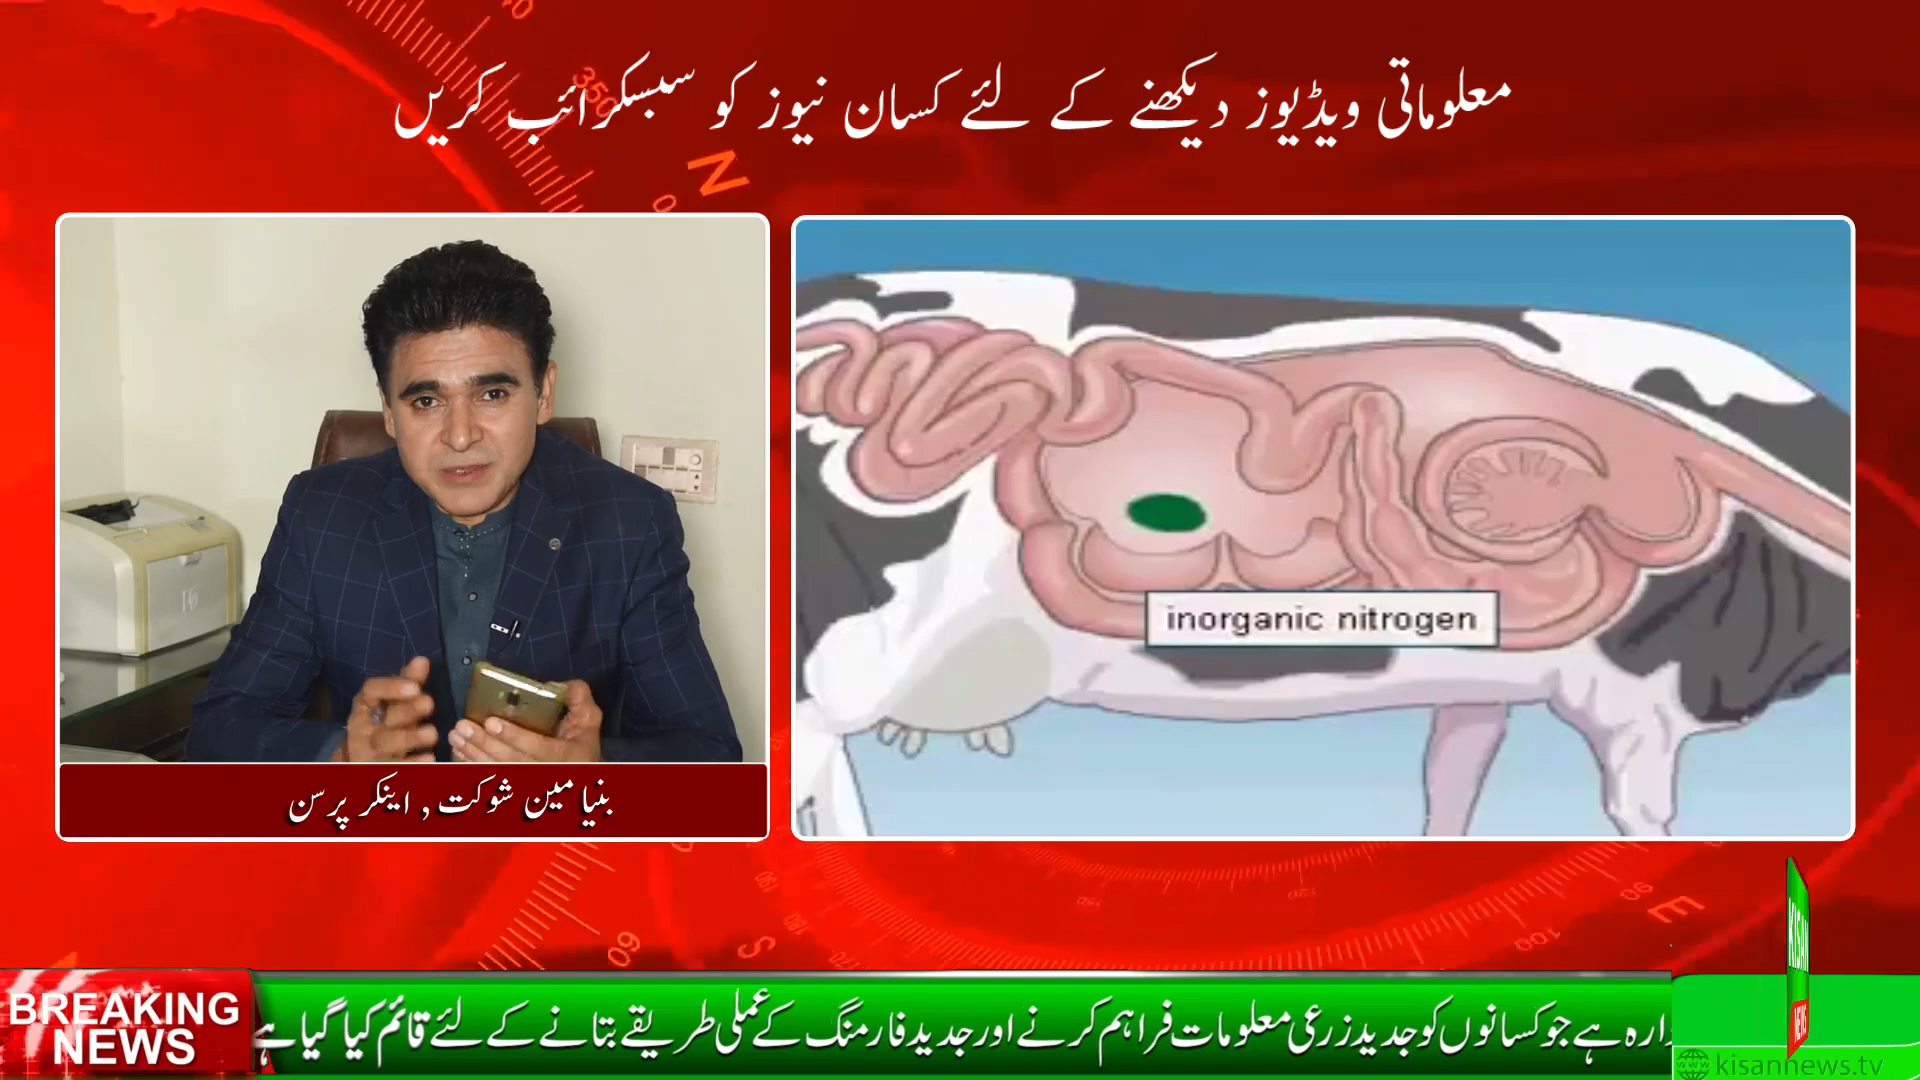 معلوماتی ویڈیوز دیکھنے کے لئے کسان نیوز کو سبسکرائب کریں
inorganic nitrogen
بنیامین شوکت , اینکر پرسن
BREAKING
NEWS
ہے جو کسانوں کو جدید زرعی معلومات فراہم کرنے اور جدید فارمنگ کے عملی طریقے بتانے کے لئے قائم کیا گیا ہے
KISAN
NEWS
kisannews.tv